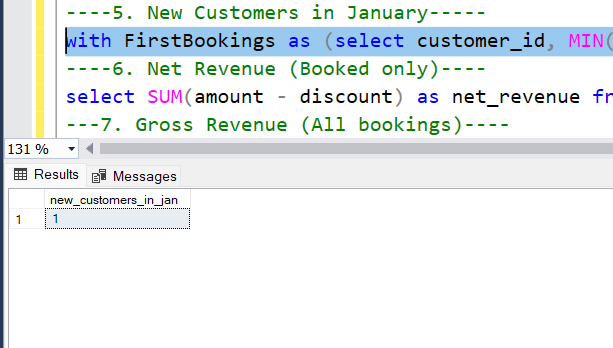 ----5. New Customers in January-----
with FirstBookings as (select customer_id, MIN(
----6. Net Revenue (Booked only)----
select SUM(amount - discount) as net_revenue fr
---7. Gross Revenue (All bookings)----
131 %
Results Messages
new_customers_in_jan
1 1